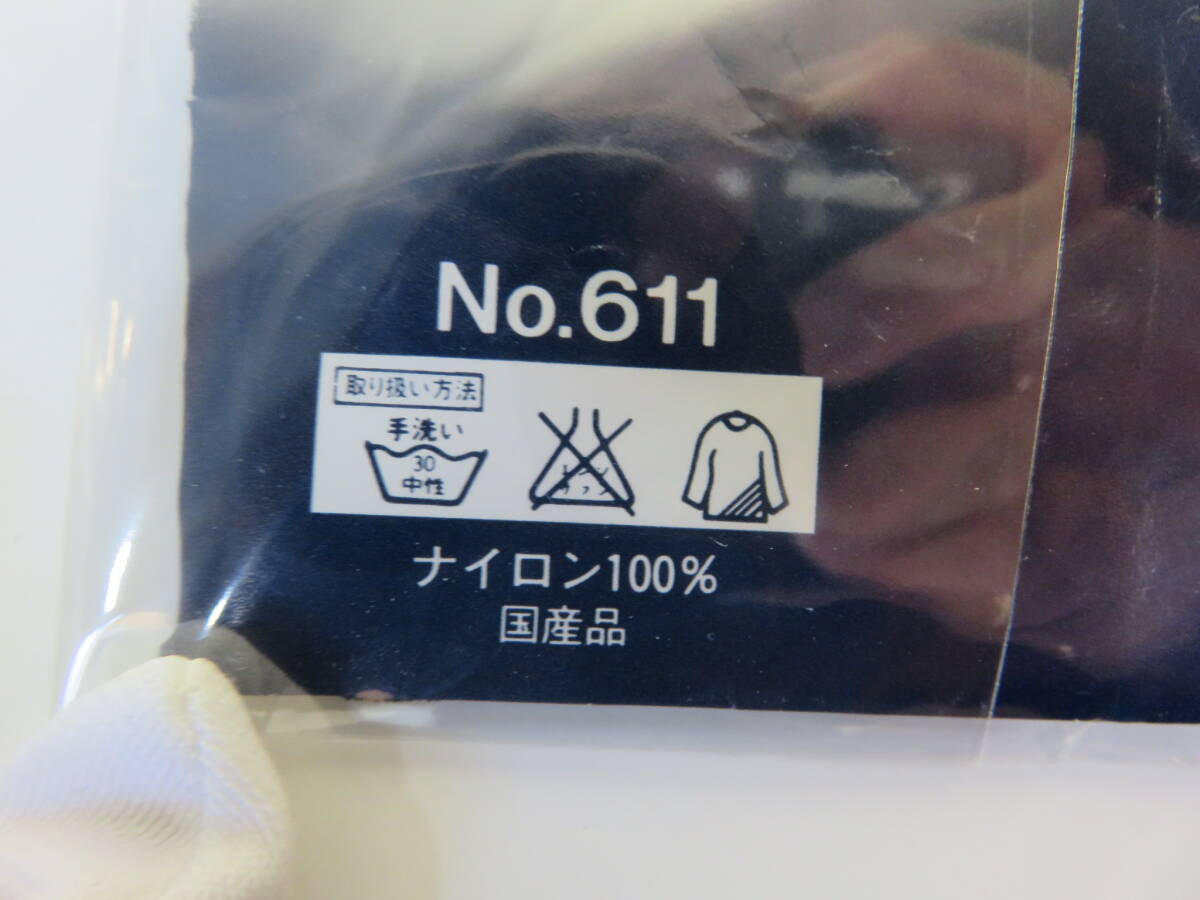 No.611
取り扱い方法
手洗い
30
中性
ナイロン100%
国産品